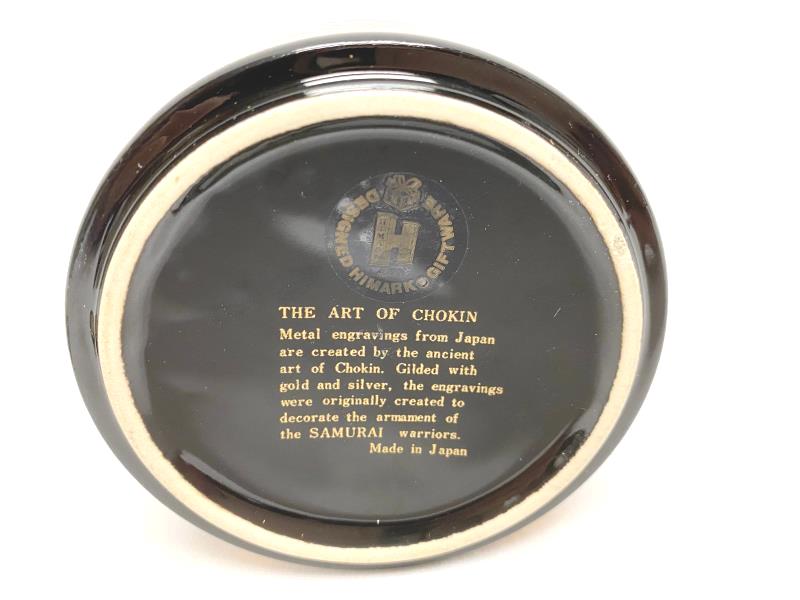 DESIGNED HIMARK GIFTWARE
H
THE ART OF CHOKIN
Metal engravings from Japan
are created by the ancient
art of Chokin. Gilded with
gold and silver, the engravings
were originally created to
decorate the armament of
the SAMURAI warriors.
Made in Japan